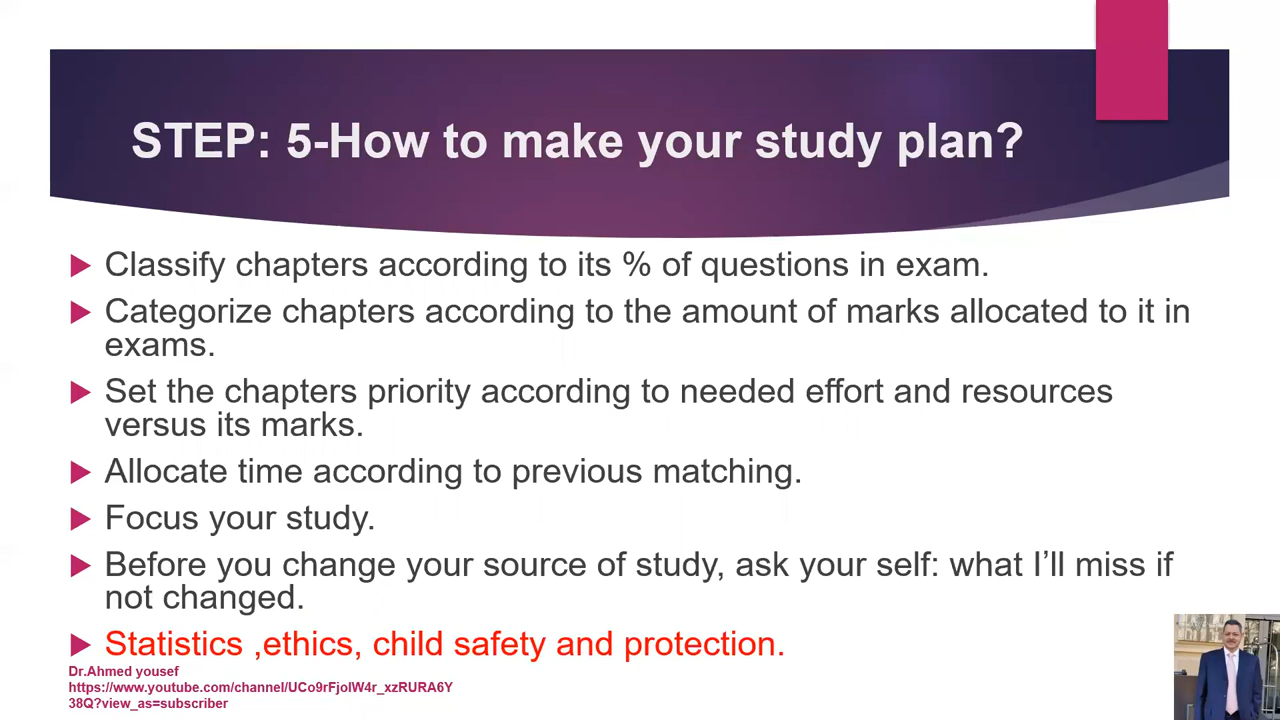 STEP: 5-How to make your study plan?
Classify chapters according to its % of questions in exam.
Categorize chapters according to the amount of marks allocated to it in
exams.
Set the chapters priority according to needed effort and resources
versus its marks.
Allocate time according to previous matching.
Focus your study.
Before you change your source of study, ask your self: what I’ll miss if
not changed.
Statistics ,ethics, child safety and protection.
Dr.Ahmed yousef
https://www.youtube.com/channel/UCo9rFjoIW4r_xzRURA6Y
38Q?view_as=subscriber